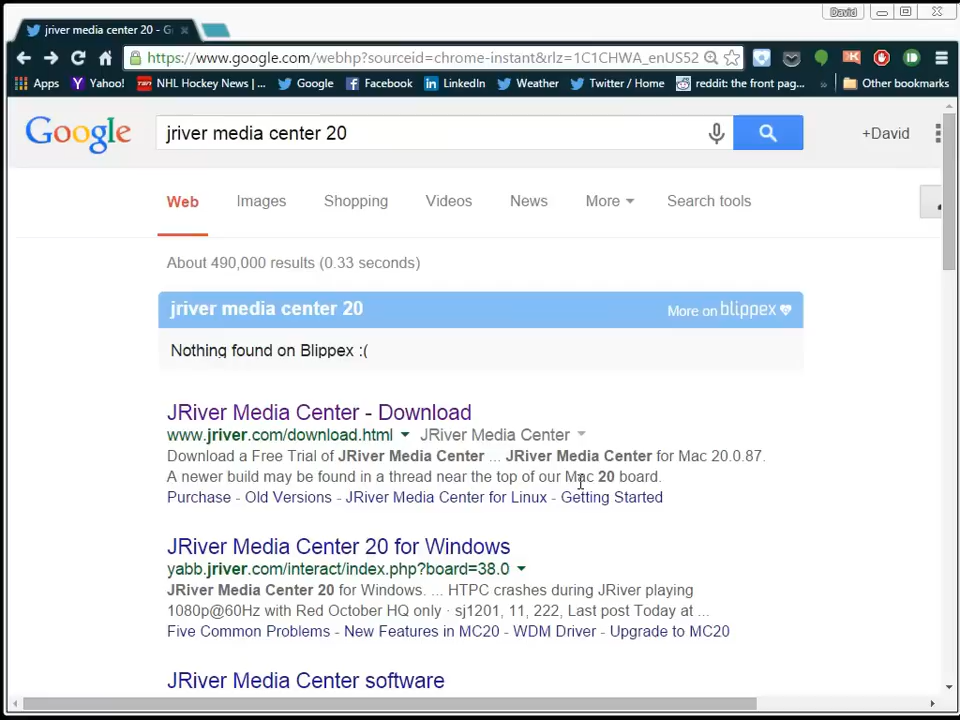 David
jriver media center 20 - G
https://www.google.com/webhp?sourceid=chrome-instant&rlz=1C1CHWA_enUS52
Apps Yahoo! NHL Hockey News |... Google Facebook LinkedIn Weather Twitter / Home reddit: the front pag... » Other bookmarks
Google jriver media center 20 +David
Web Images Shopping Videos News More Search tools
About 490,000 results (0.33 seconds)
jriver media center 20 More on blippex
Nothing found on Blippex :(
JRiver Media Center - Download
www.jriver.com/download.html JRiver Media Center
Download a Free Trial of JRiver Media Center ... JRiver Media Center for Mac 20.0.87.
A newer build may be found in a thread near the top of our Mac 20 board.
Purchase - Old Versions - JRiver Media Center for Linux - Getting Started
JRiver Media Center 20 for Windows
yabb.jriver.com/interact/index.php?board=38.0
JRiver Media Center 20 for Windows. ... HTPC crashes during JRiver playing
1080p@60Hz with Red October HQ only · sj1201, 11, 222, Last post Today at ...
Five Common Problems - New Features in MC20 - WDM Driver - Upgrade to MC20
JRiver Media Center software